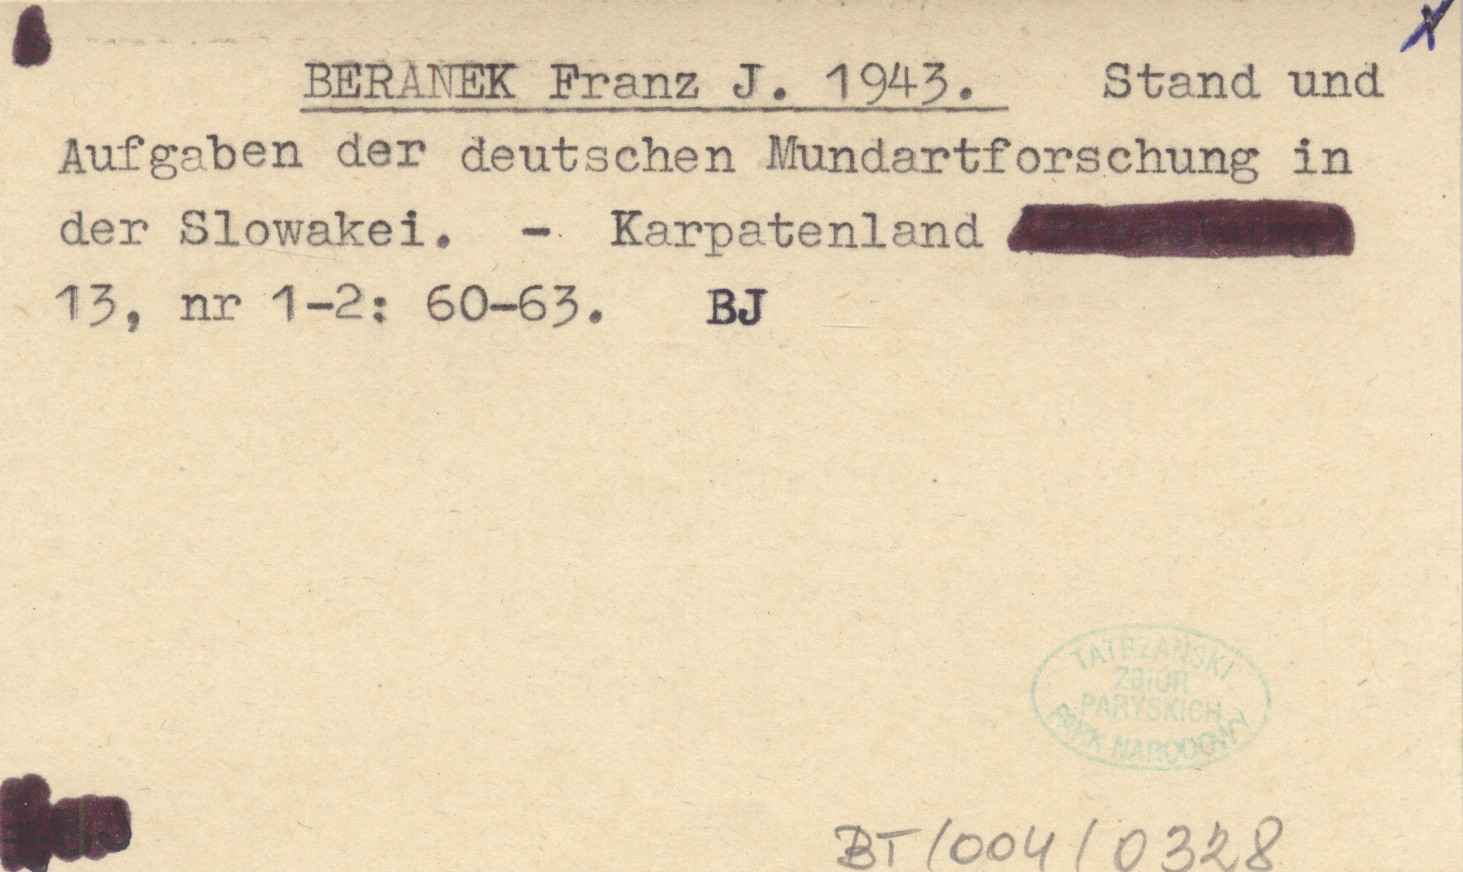 BERANEK Franz J. 1943. Stand und
Aufgaben der deutschen Mundartforschung in
der Slowakei. - Karpatenland
13, nr 1-2: 60-63. BJ
TATRZAŃSKI
ZBIÓR
PARYSKICH
PARK NARODOWY
BT/004/0328